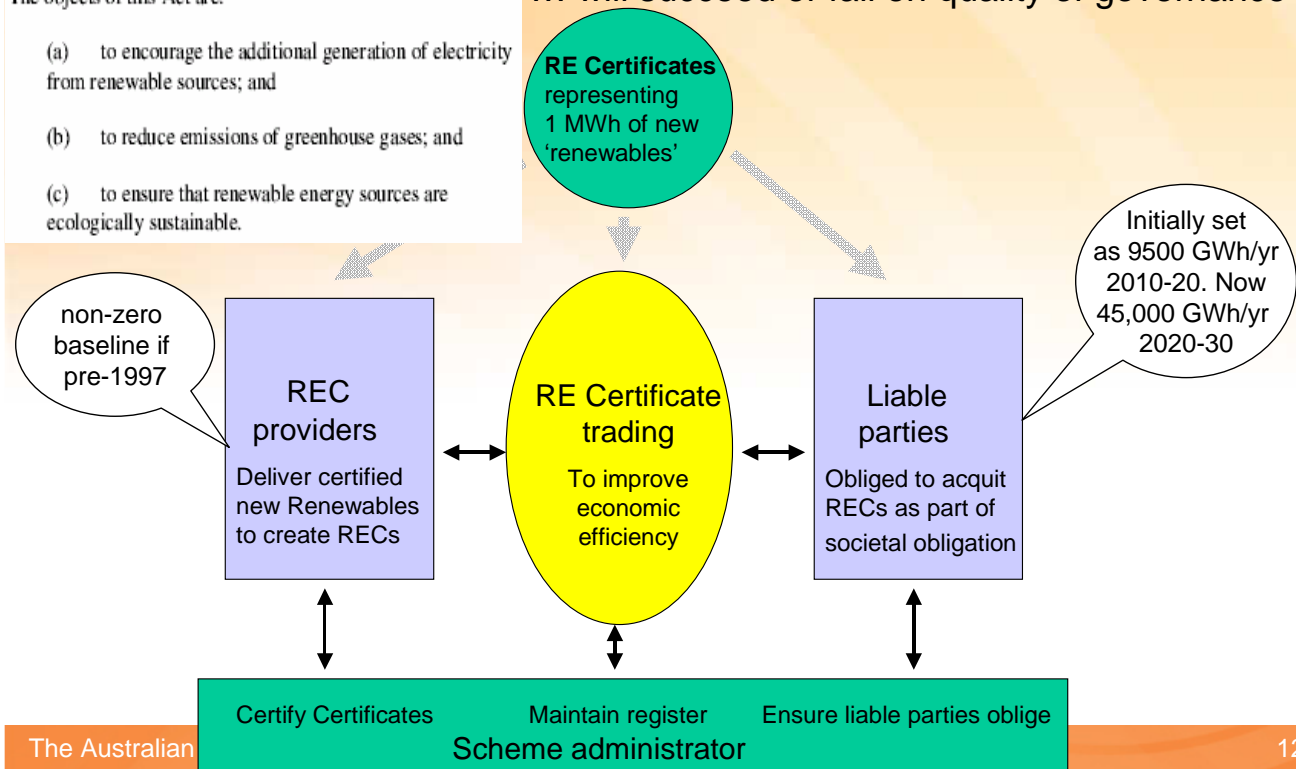 The objects of this Act are:
... will succeed or fail on quality of governance
(a) to encourage the additional generation of electricity
from renewable sources; and
(b) to reduce emissions of greenhouse gases; and
(c) to ensure that renewable energy sources are
ecologically sustainable.
RE Certificates
representing
1 MWh of new
‘renewables’
non-zero
baseline if
pre-1997
Initially set
as 9500 GWh/yr
2010-20. Now
45,000 GWh/yr
2020-30
REC
providers
Deliver certified
new Renewables
to create RECs
RE Certificate
trading
To improve
economic
efficiency
Liable
parties
Obliged to acquit
RECs as part of
societal obligation
Certify Certificates Maintain register Ensure liable parties oblige
Scheme administrator
The Australian
12